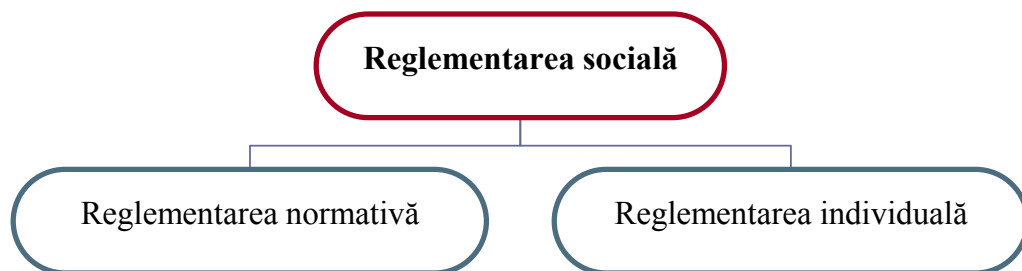 Reglementarea socială
Reglementarea normativă
Reglementarea individuală